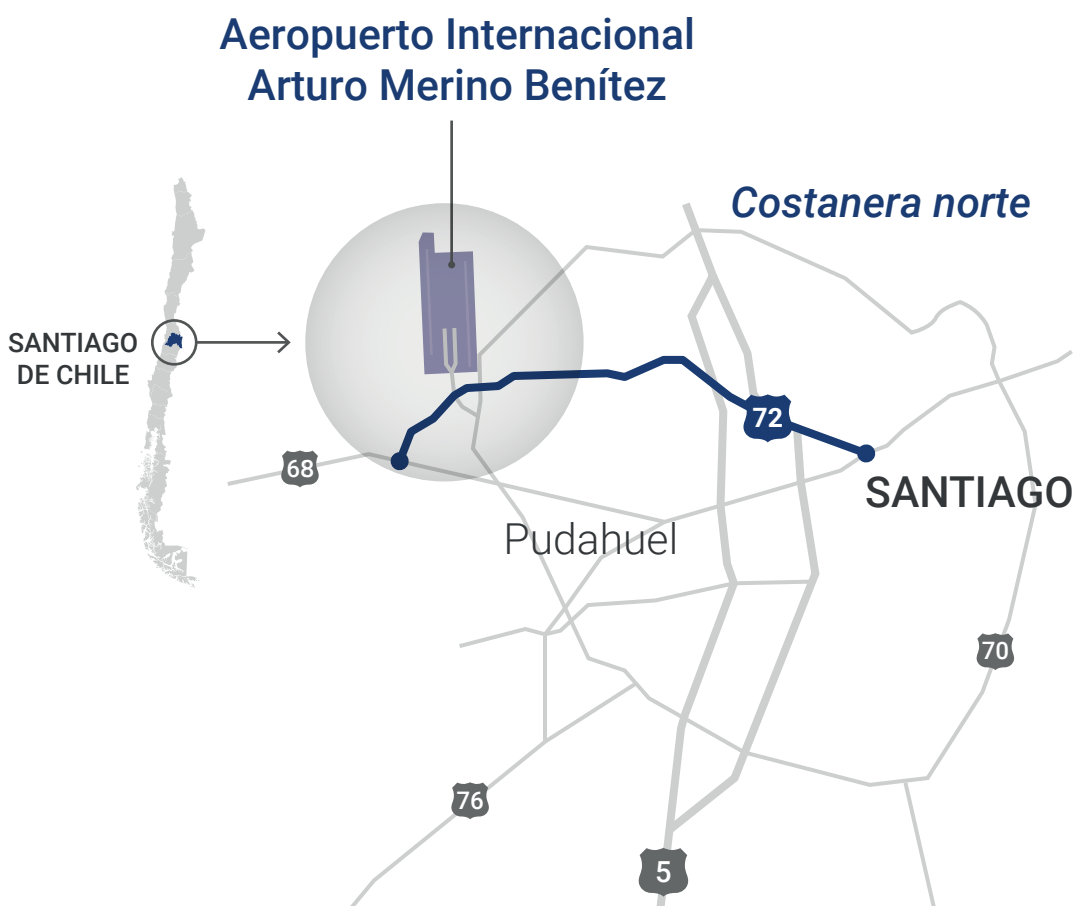 Aeropuerto Internacional
Arturo Merino Benítez
Costanera norte
SANTIAGO
DE CHILE
72
68
SANTIAGO
Pudahuel
70
76
5